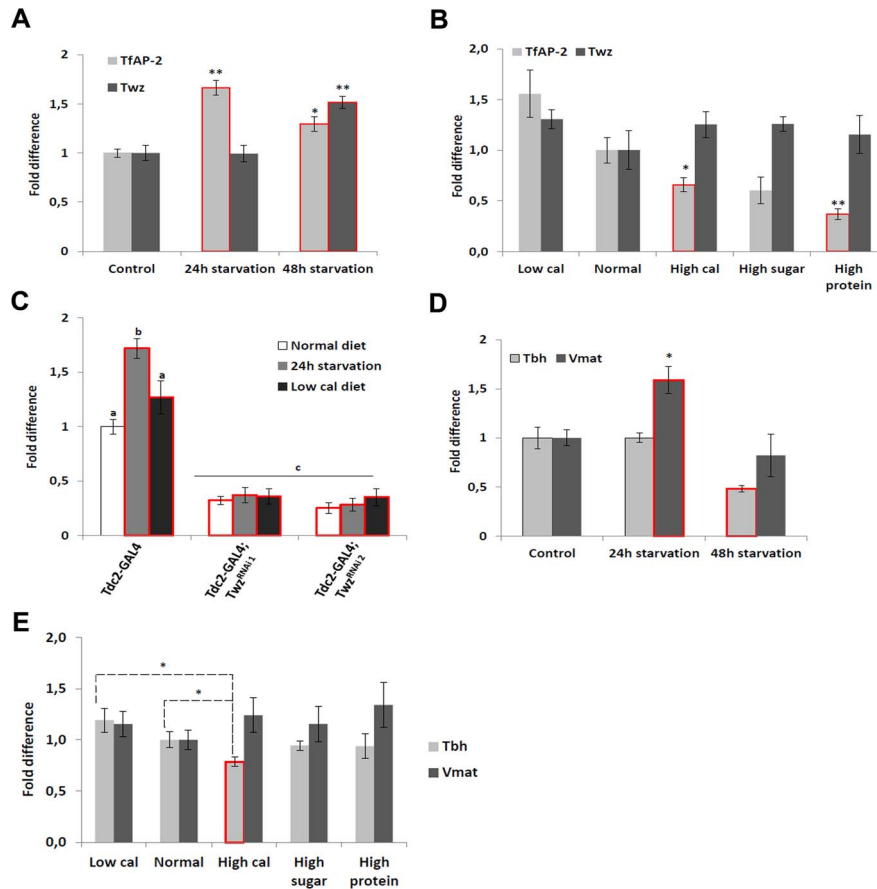 A
Fold difference
2
1,5
1
0,5
0
TfAP-2
Twz
**
*
**
Control
24h starvation
48h starvation
B
Fold difference
2,0
1,5
1,0
0,5
0,0
TfAP-2
Twz
*
**
Low cal
Normal
High cal
High sugar
High
protein
C
Fold difference
2
1,5
1
0,5
0
Normal diet
24h starvation
Low cal diet
a
b
a
c
Tdc2-GAL4
Tdc2-GAL4;
Twz^RNAi 1
Tdc2-GAL4;
Twz^RNAi 2
D
Fold difference
2
1,5
1
0,5
0
Tbh
Vmat
*
Control
24h starvation
48h starvation
E
Fold difference
2,0
1,5
1,0
0,5
0,0
*
*
Tbh
Vmat
Low cal
Normal
High cal
High
sugar
High
protein